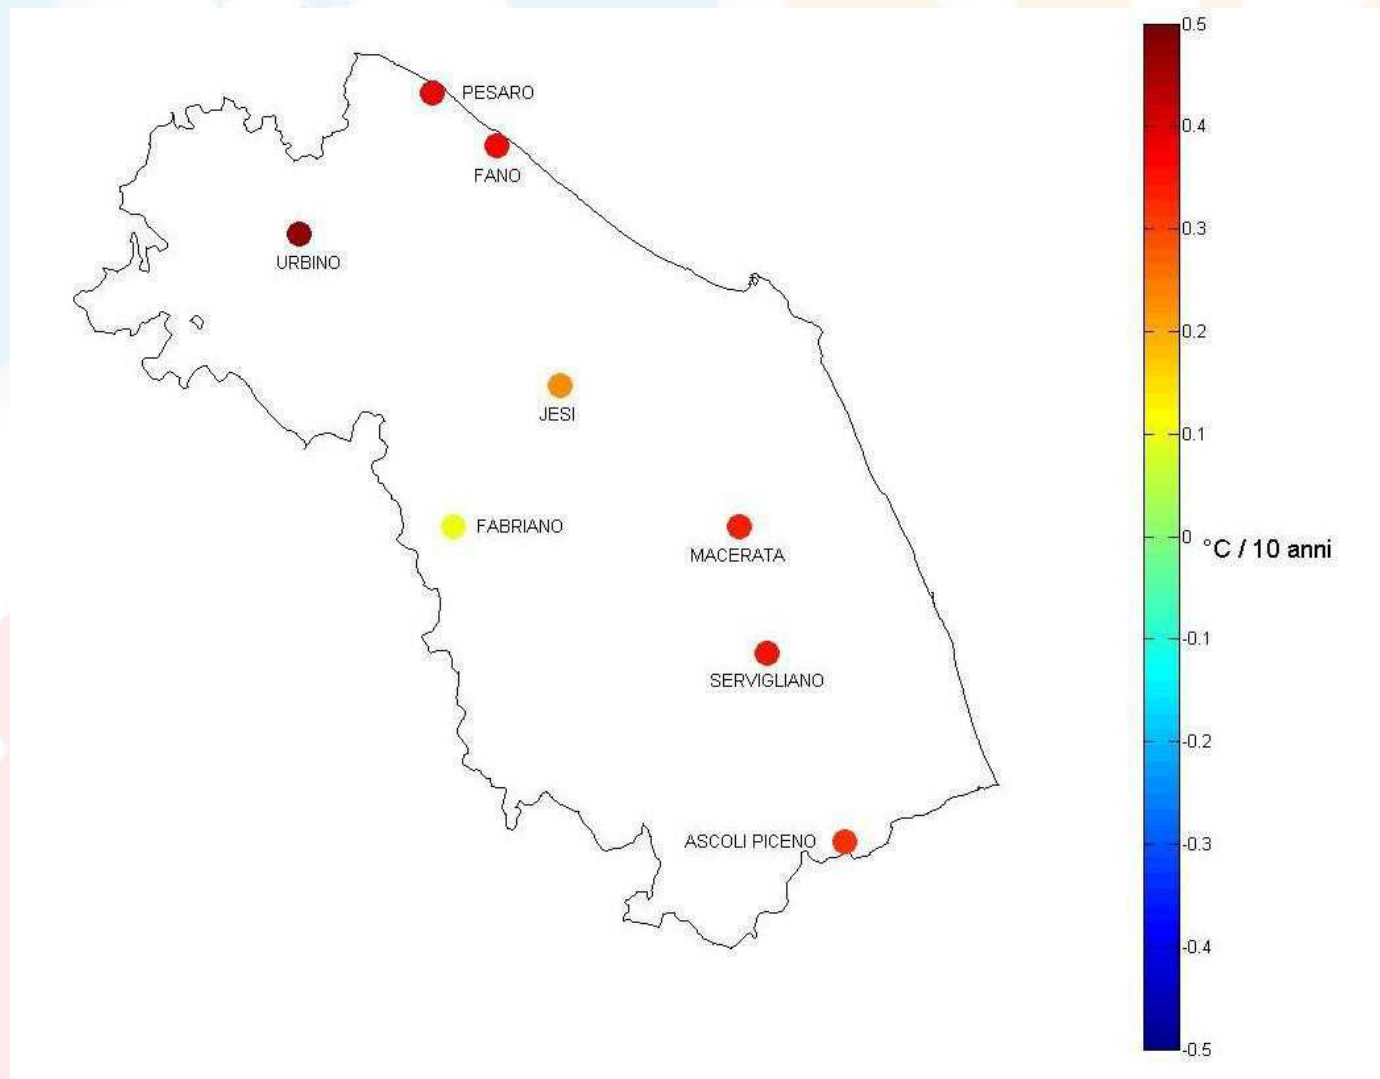 PESARO
FANO
URBINO
JESI
FABRIANO
MACERATA
SERVIGLIANO
ASCOLI PICENO
0.5
0.4
0.3
0.2
0.1
0
-0.1
-0.2
-0.3
-0.4
-0.5
°C / 10 anni